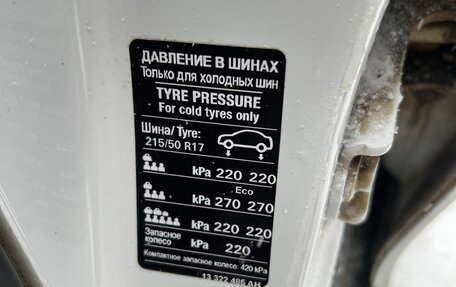 ДАВЛЕНИЕ В ШИНАХ
Только для холодных шин
TYRE PRESSURE
For cold tyres only
Шина/Tyre:
215/50 R17
kPa 220 220
Eco
kPa 270 270
kPa 220 220
Запасное
колесо kPa 220
Компактное запасное колесо: 420 kPa
13 322 485 AH